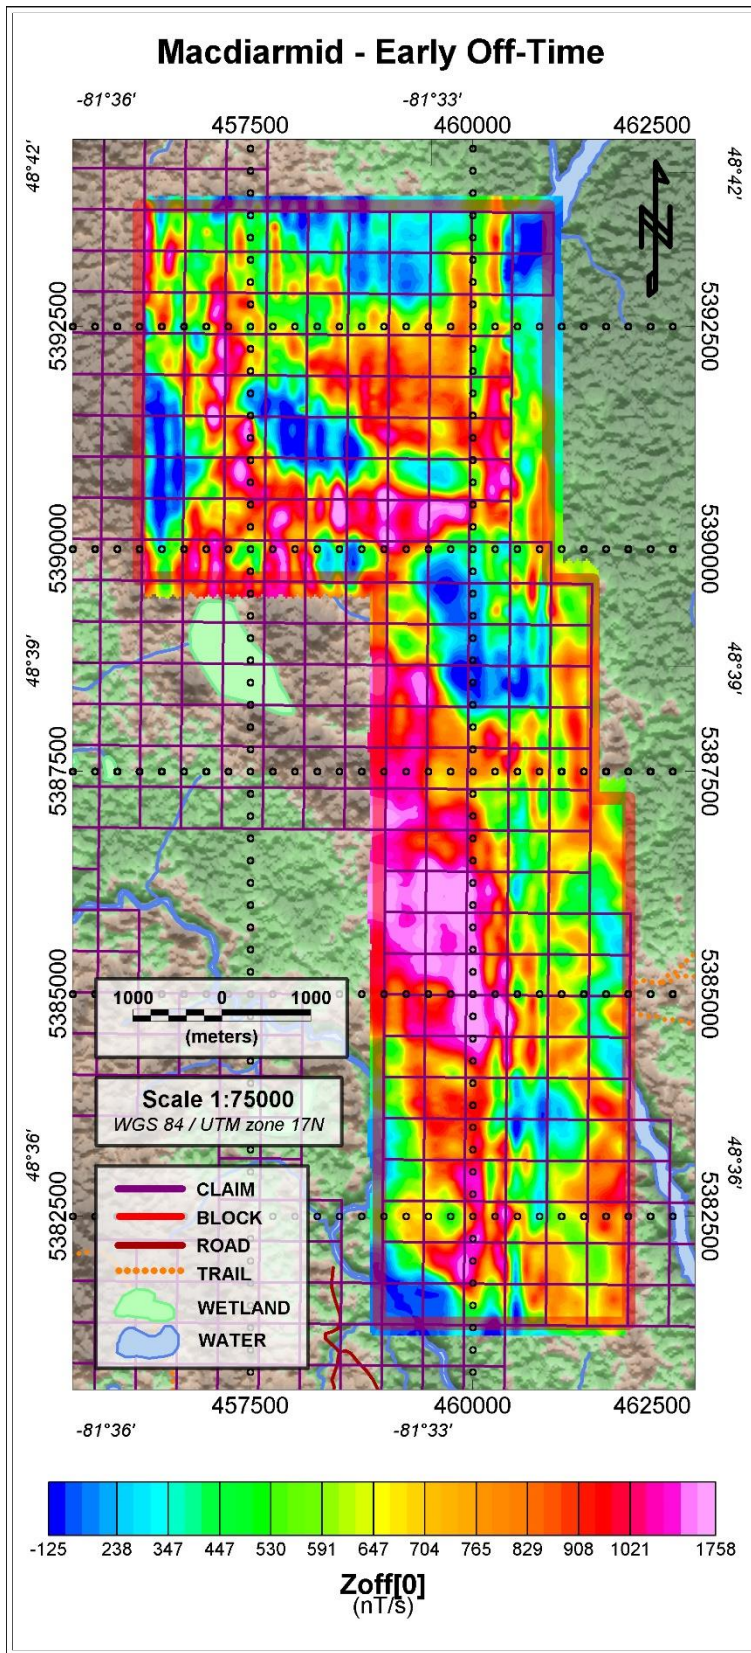 Macdiarmid - Early Off-Time
-81°36' -81°33'
457500 460000 462500
48°42' 48°42'
5392500 5392500
5390000 5390000
48°39' 48°39'
5387500 5387500
5385000 5385000
1000 0 1000
(meters)
Scale 1:75000
WGS 84 / UTM zone 17N
48°36' 48°36'
5382500 5382500
CLAIM
BLOCK
ROAD
TRAIL
WETLAND
WATER
457500 460000 462500
-81°36' -81°33'
-125 238 347 447 530 591 647 704 765 829 908 1021 1758
Zoff[0]
(nT/s)